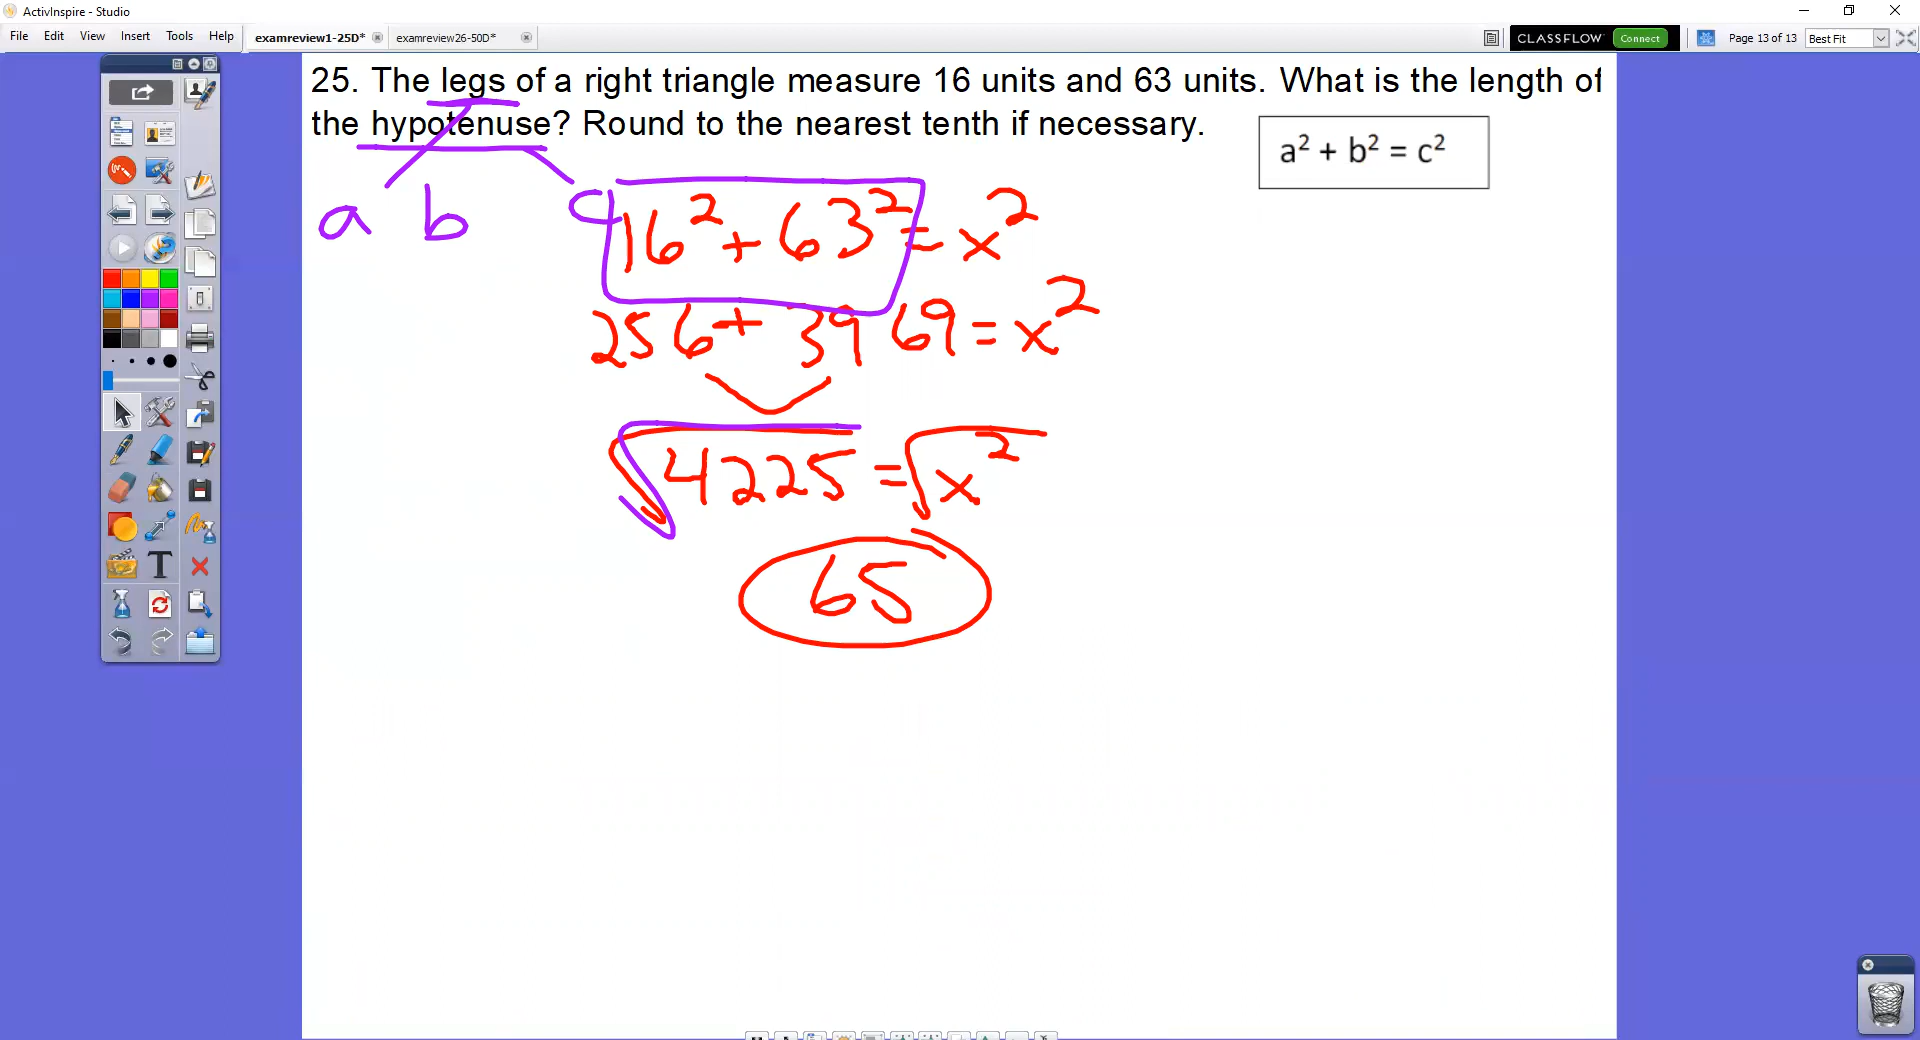 ActivInspire - Studio
File Edit View Insert Tools Help
examreview1-25D* examreview26-50D*
CLASSFLOW Connect
Page 13 of 13 Best Fit
25. The legs of a right triangle measure 16 units and 63 units. What is the length of
the hypotenuse? Round to the nearest tenth if necessary.
a² + b² = c²
a b c
16² + 63² = x²
256 + 3969 = x²
√4225 = √x²
65
T